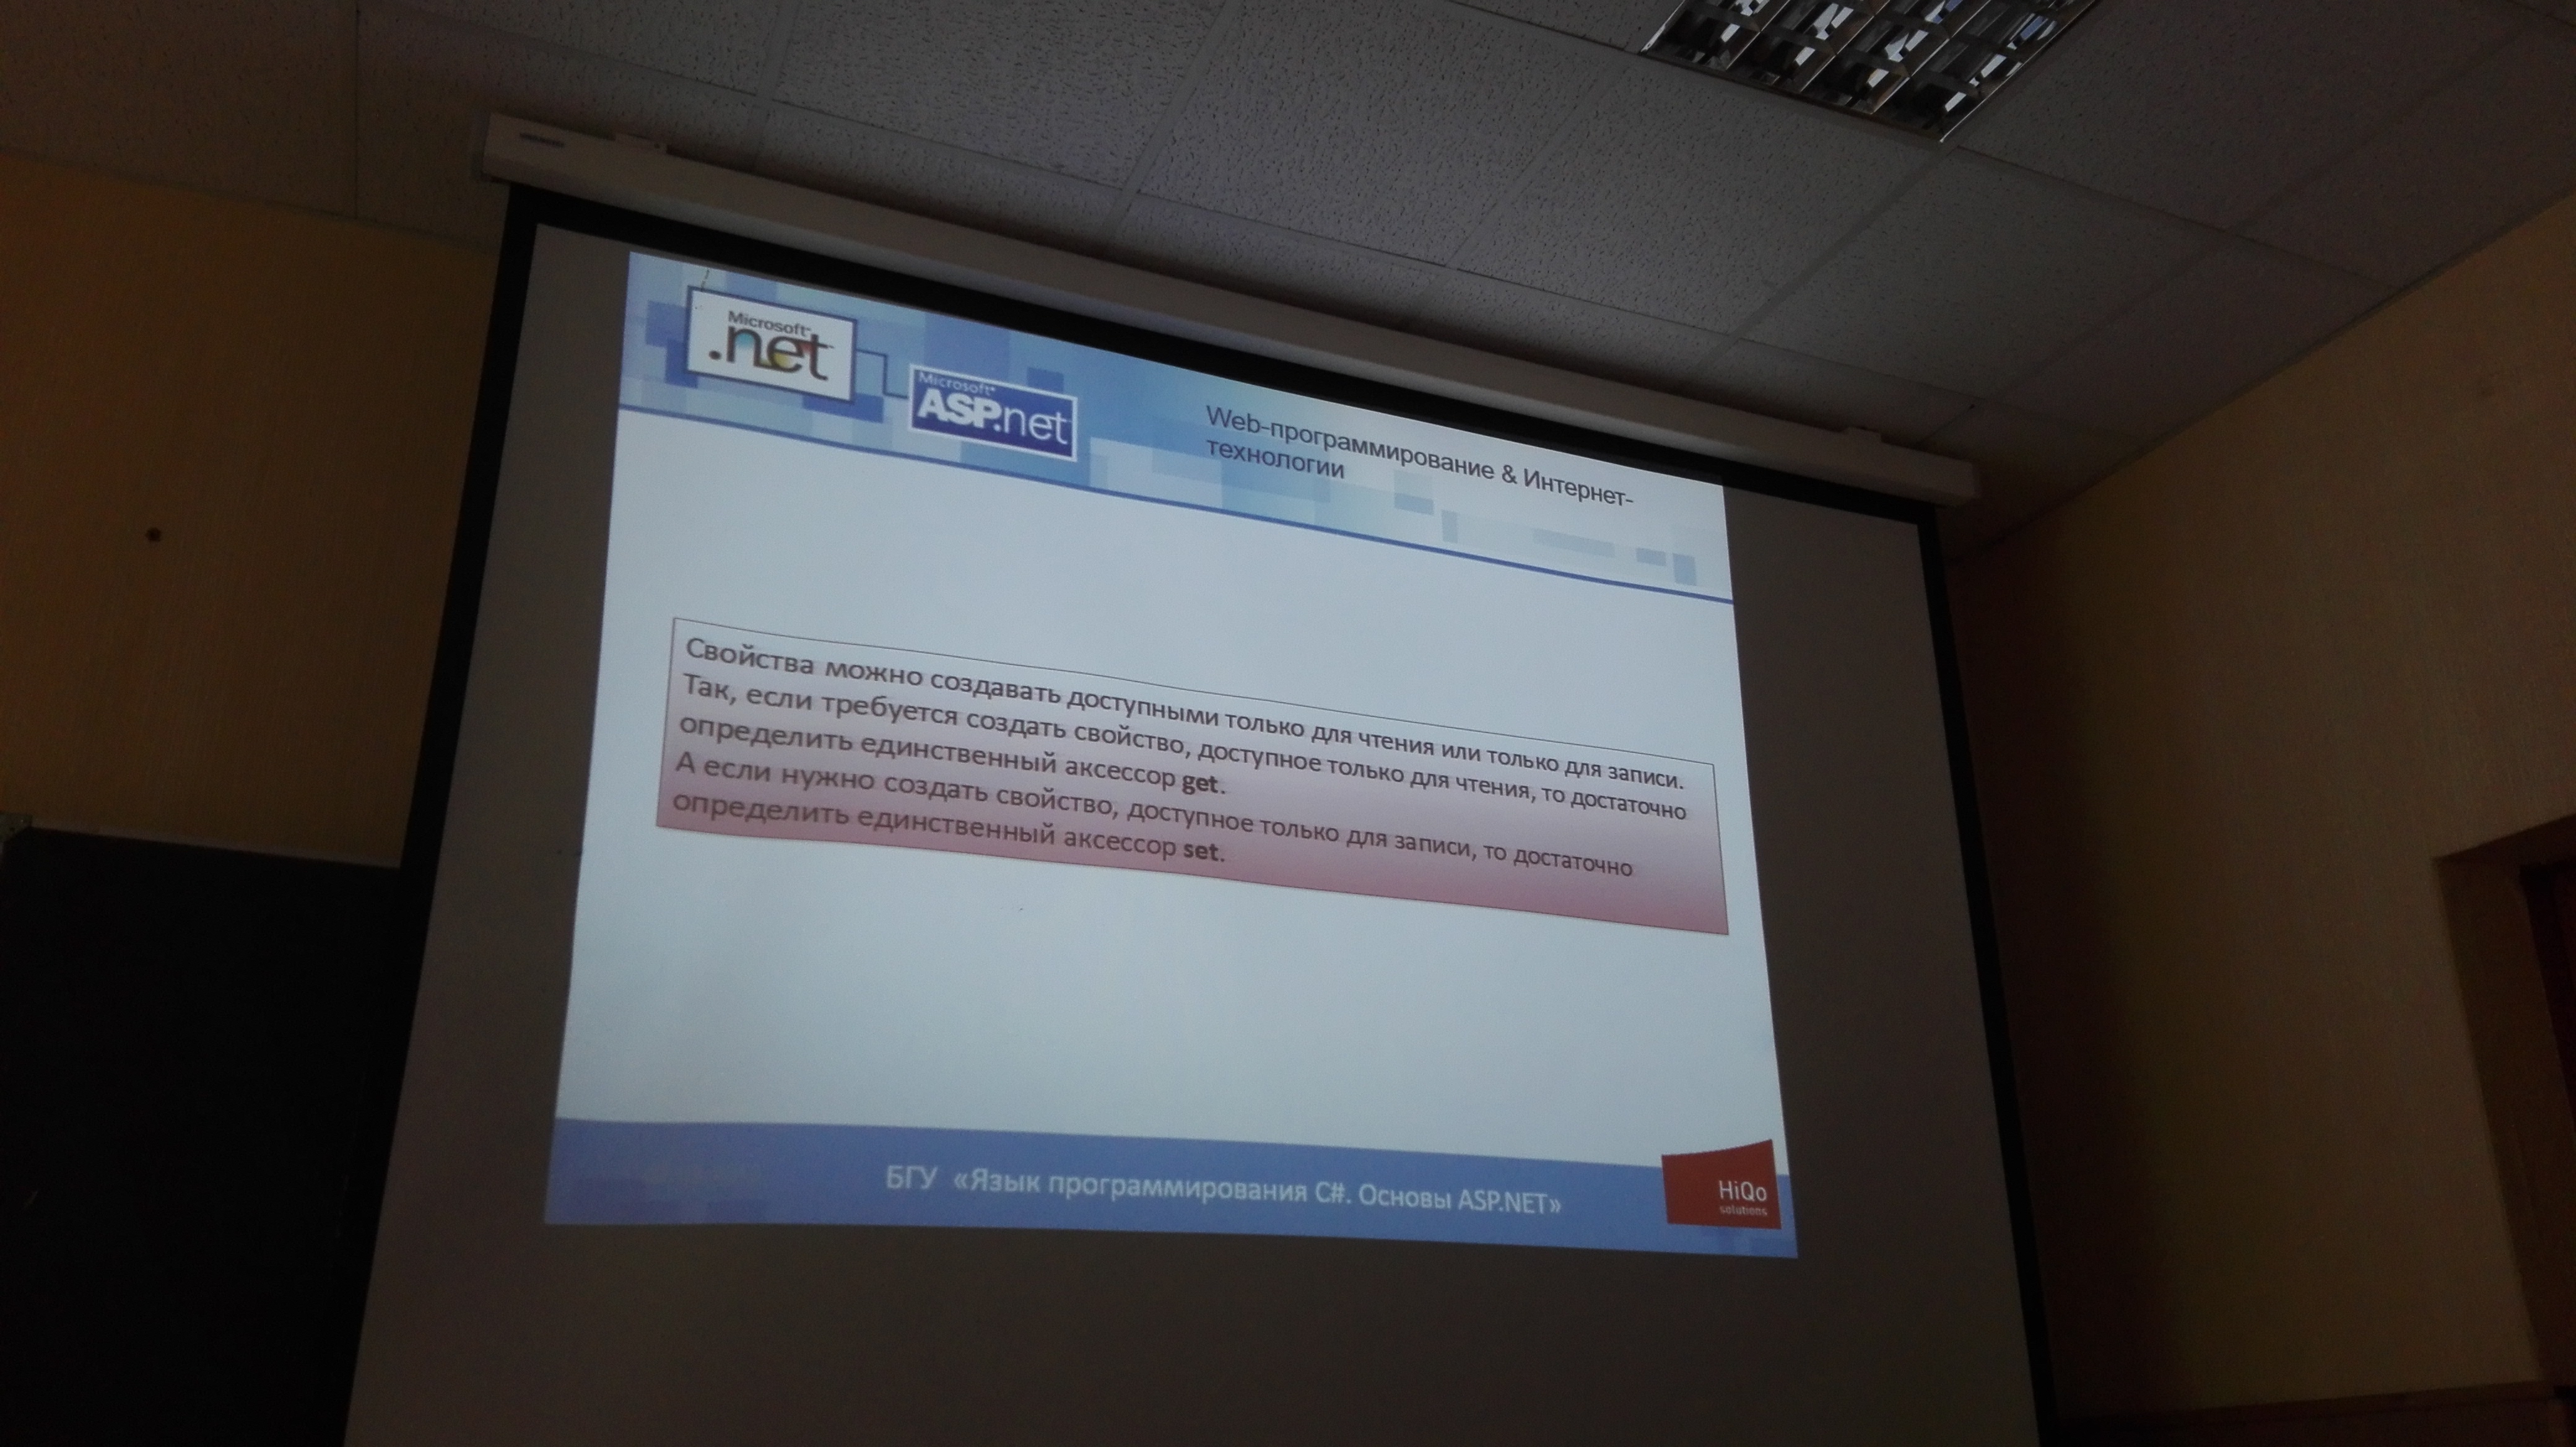 Microsoft
.net
Microsoft
ASP.net
Web-программирование & Интернет-
технологии
Свойства можно создавать доступными только для чтения или только для записи.
Так, если требуется создать свойство, доступное только для чтения, то достаточно
определить единственный аксессор get.
А если нужно создать свойство, доступное только для записи, то достаточно
определить единственный аксессор set.
БГУ «Язык программирования C#. Основы ASP.NET»
HiQo
solutions